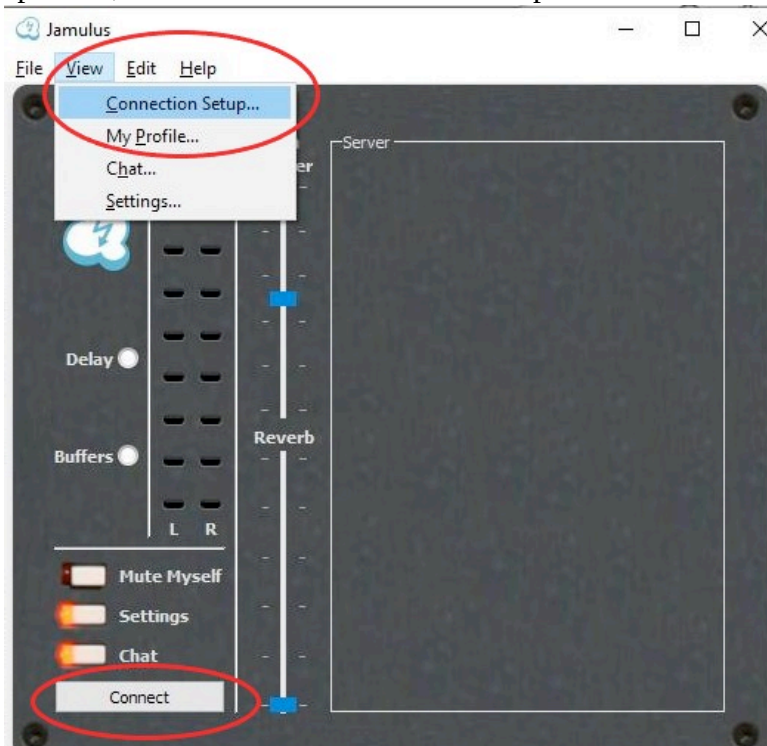 Jamulus
File View Edit Help
Connection Setup...
My Profile...
Chat...
Settings...
er
Server
Delay
Buffers
L R
Reverb
Mute Myself
Settings
Chat
Connect